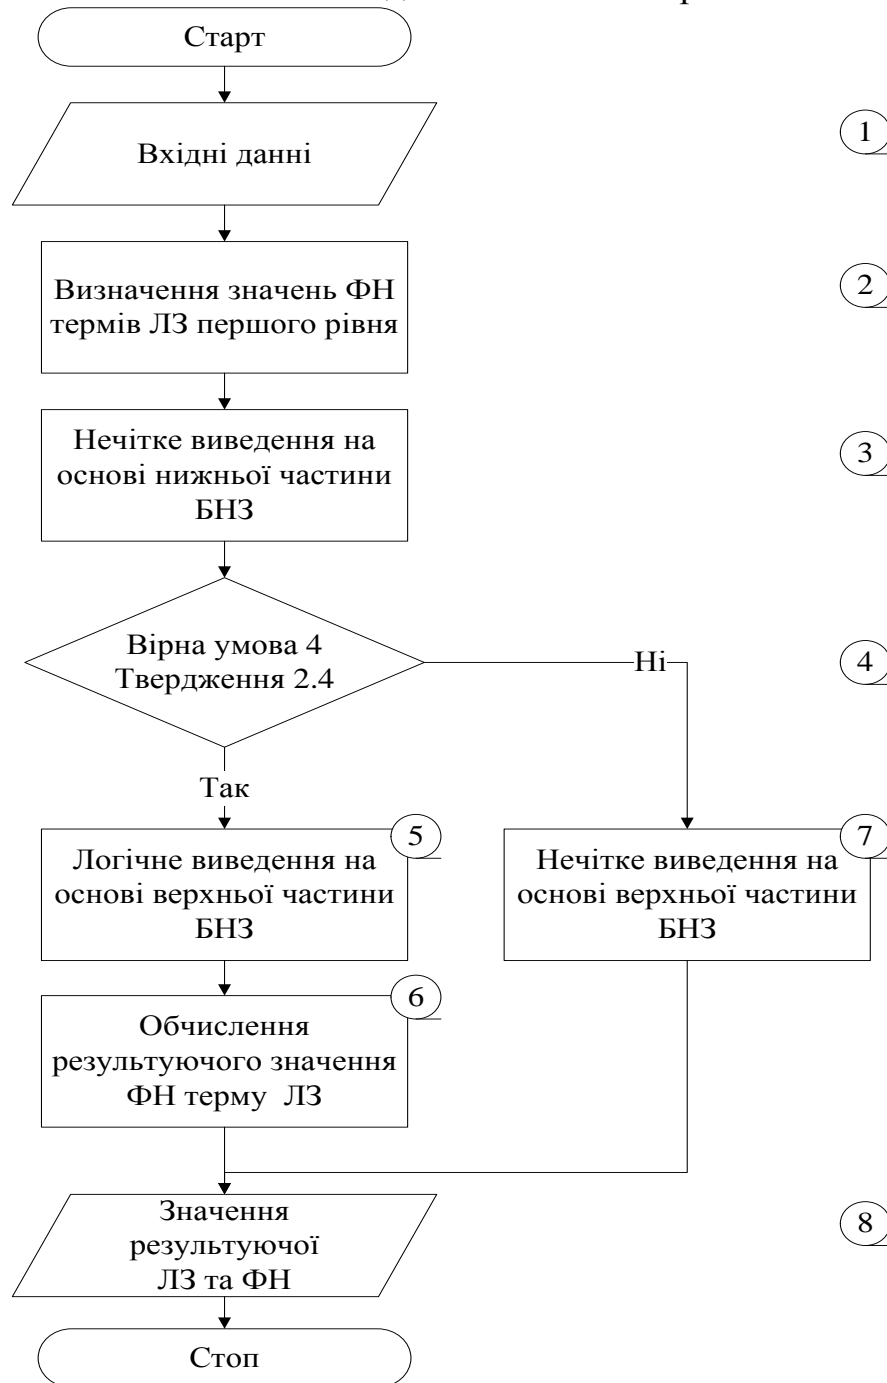 Старт
1
Вхідні данні
2
Визначення значень ФН
термів ЛЗ першого рівня
3
Нечітке виведення на
основі нижньої частини
БНЗ
4
Вірна умова 4
Твердження 2.4
Ні
Так
5
Логічне виведення на
основі верхньої частини
БНЗ
7
Нечітке виведення на
основі верхньої частини
БНЗ
6
Обчислення
результуючого значення
ФН терму ЛЗ
8
Значення
результуючої
ЛЗ та ФН
Стоп